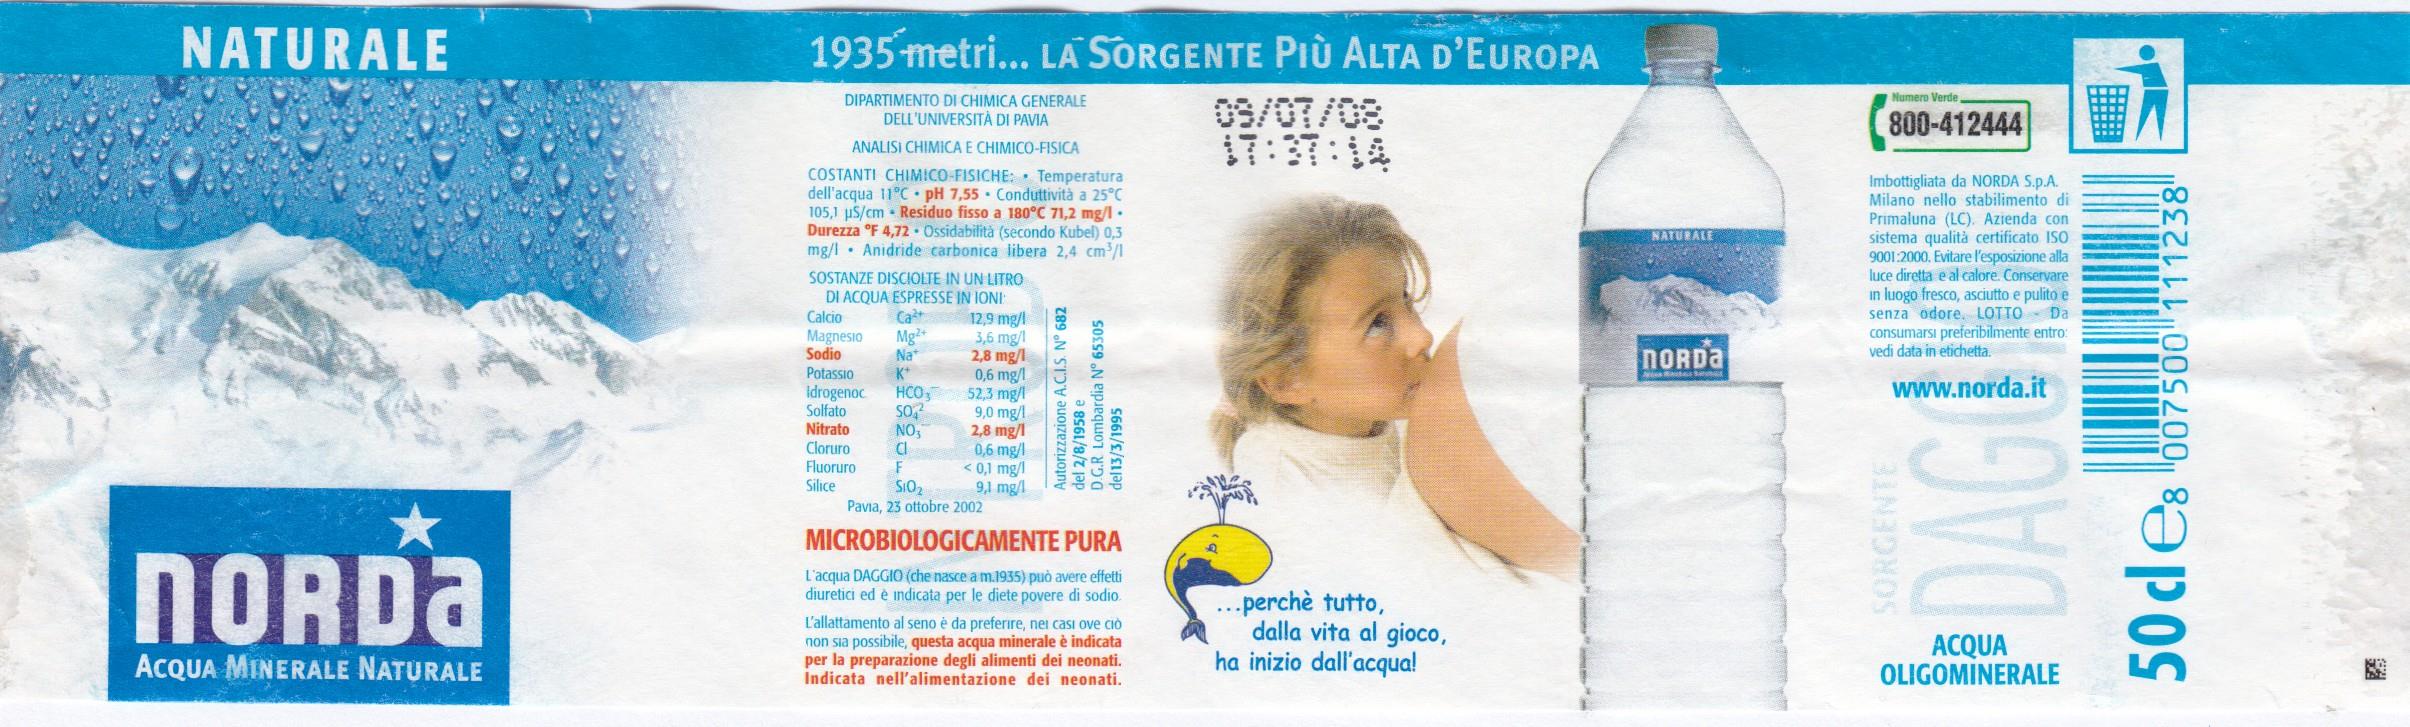 NATURALE
norda
Acqua Minerale Naturale
1935 metri... la Sorgente Più Alta d'Europa
DIPARTIMENTO DI CHIMICA GENERALE
DELL'UNIVERSITÀ DI PAVIA
ANALISI CHIMICA E CHIMICO-FISICA
COSTANTI CHIMICO-FISICHE: • Temperatura
dell'acqua 11°C • pH 7,55 • Conduttività a 25°C
105,1 µS/cm • Residuo fisso a 180°C 71,2 mg/l •
Durezza °F 4,72 • Ossidabilità (secondo Kubel) 0,3
mg/l • Anidride carbonica libera 2,4 cm³/l
SOSTANZE DISCIOLTE IN UN LITRO
DI ACQUA ESPRESSE IN IONI:
Calcio Ca²⁺ 12,9 mg/l
Magnesio Mg²⁺ 3,6 mg/l
Sodio Na⁺ 2,8 mg/l
Potassio K⁺ 0,6 mg/l
Idrogenoc. HCO₃⁻ 52,3 mg/l
Solfato SO₄²⁻ 9,0 mg/l
Nitrato NO₃⁻ 2,8 mg/l
Cloruro Cl⁻ 0,6 mg/l
Fluoruro F⁻ < 0,1 mg/l
Silice SiO₂ 9,1 mg/l
Pavia, 23 ottobre 2002
Autorizzazione A.C.I.S. N° 682
del 2/8/1958 e
D.G.R. Lombardia N° 65305
del13/3/1995
MICROBIOLOGICAMENTE PURA
L'acqua DAGGIO (che nasce a m.1935) può avere effetti
diuretici ed è indicata per le diete povere di sodio.
L'allattamento al seno è da preferire, nei casi ove ciò
non sia possibile, questa acqua minerale è indicata
per la preparazione degli alimenti dei neonati.
Indicata nell'alimentazione dei neonati.
09/07/08
17:37:14
...perchè tutto,
dalla vita al gioco,
ha inizio dall'acqua!
NATURALE
norda
Acqua Minerale Naturale
Numero Verde
800-412444
Imbottigliata da NORDA S.p.A.
Milano nello stabilimento di
Primaluna (LC). Azienda con
sistema qualità certificato ISO
9001:2000. Evitare l'esposizione alla
luce diretta e al calore. Conservare
in luogo fresco, asciutto e pulito e
senza odore. LOTTO - Da
consumarsi preferibilmente entro:
vedi data in etichetta.
www.norda.it
SORGENTE
DAGGIO
ACQUA
OLIGOMINERALE
8 007500 111238
50 cl e